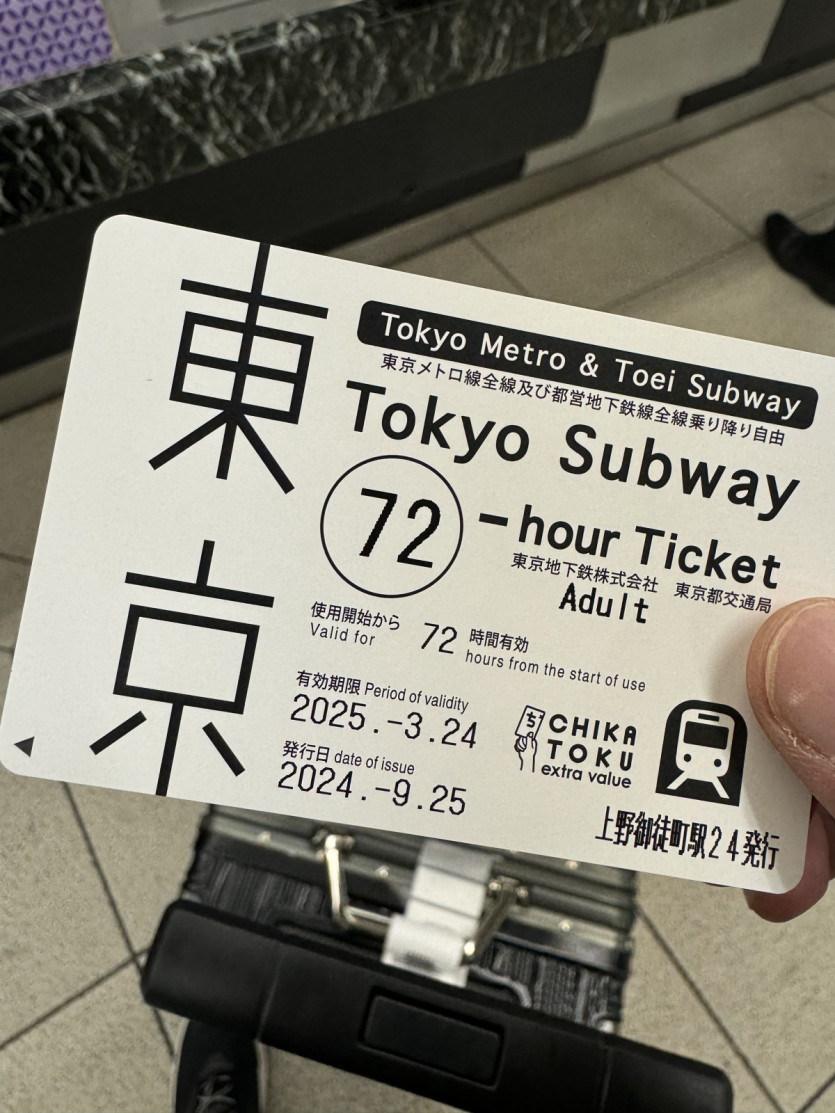 東京
Tokyo Metro & Toei Subway
東京メトロ線全線及び都営地下鉄線全線乗り降り自由
Tokyo Subway
72-hour Ticket
東京地下鉄株式会社 東京都交通局
Adult
使用開始から 72 時間有効
Valid for hours from the start of use
有効期限 Period of validity
2025.-3.24
発行日 date of issue
2024.-9.25
ち
CHIKA
TOKU
extra value
上野御徒町駅24発行